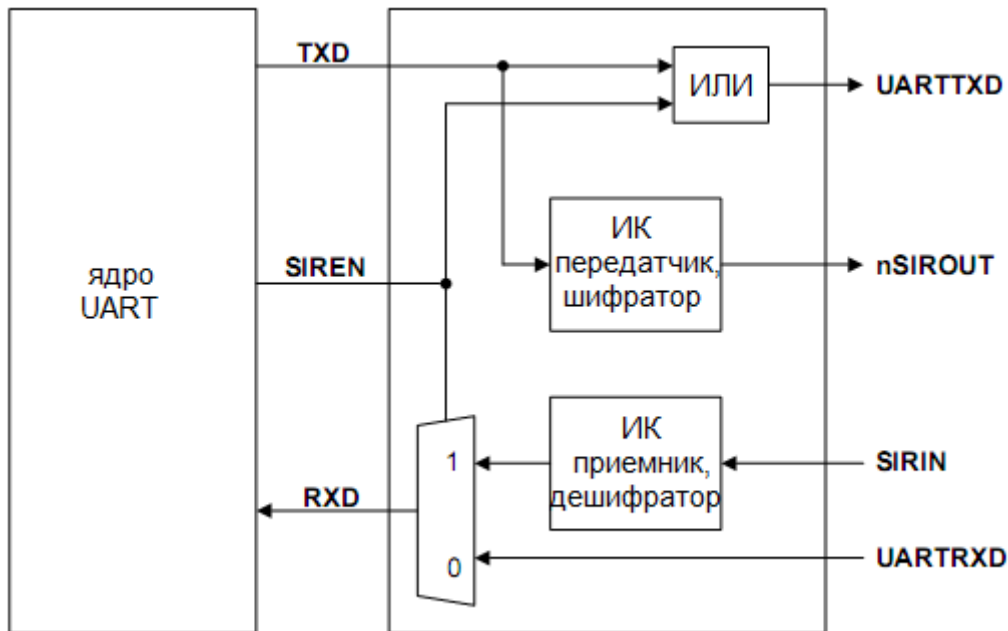 TXD
ИЛИ
UARTTXD
ядро
UART
SIREN
ИК
передатчик,
шифратор
nSIROUT
1
0
ИК
приемник,
дешифратор
SIRIN
RXD
UARTRXD